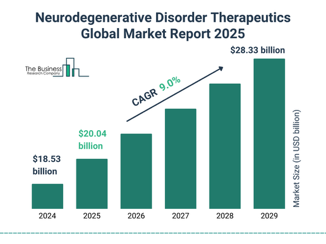 Neurodegenerative Disorder Therapeutics
Global Market Report 2025
The Business
Research Company
$28.33 billion
CAGR 9.0%
$20.04
billion
$18.53
billion
Market Size (in USD billion)
2024 2025 2026 2027 2028 2029